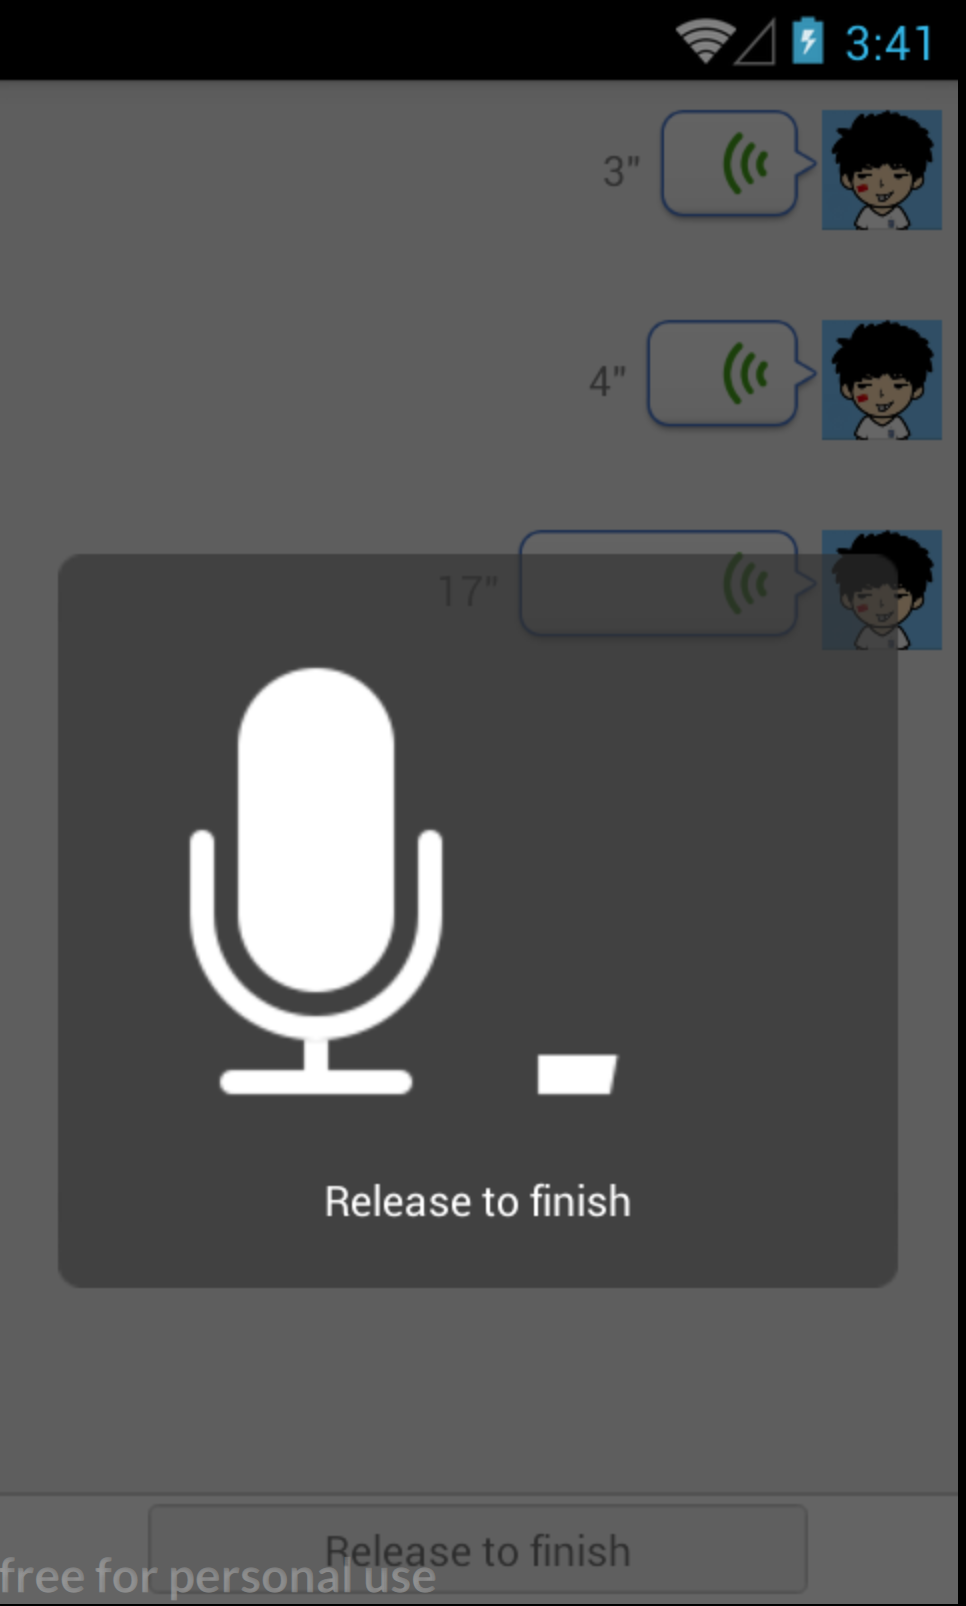 3:41
3"
4"
17"
Release to finish
Release to finish
free for personal use